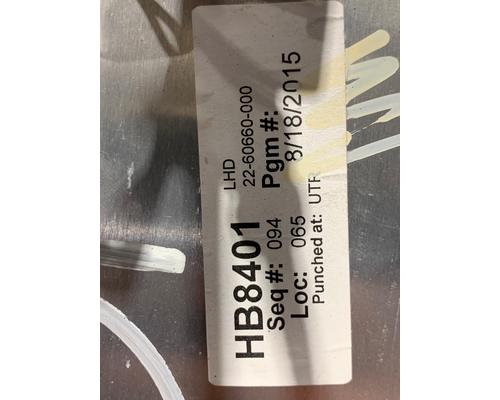 HB8401 LHD
Seq #: 094 22-60660-000
Loc: 065 Pgm #:
Punched at: UTF 8/18/2015